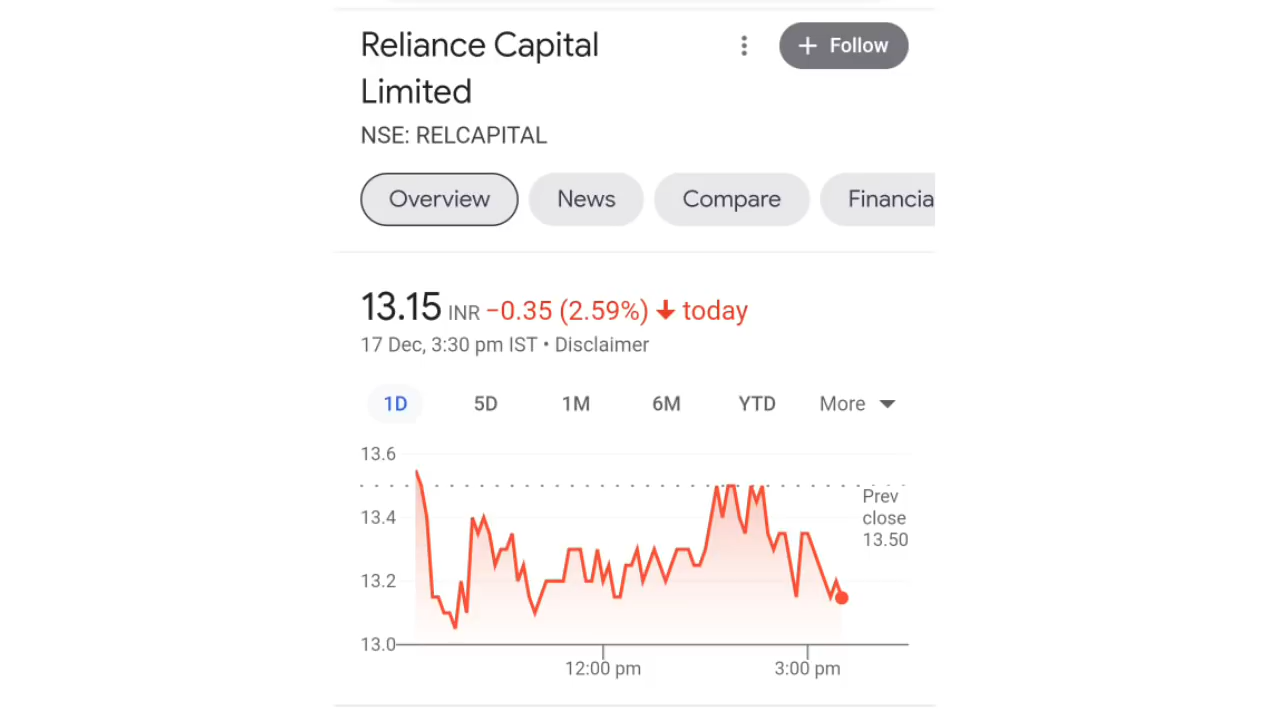 Reliance Capital
Limited
+ Follow
NSE: RELCAPITAL
Overview News Compare Financia
13.15 INR −0.35 (2.59%) ↓ today
17 Dec, 3:30 pm IST • Disclaimer
1D 5D 1M 6M YTD More
13.6
13.4
13.2
13.0
Prev
close
13.50
12:00 pm 3:00 pm